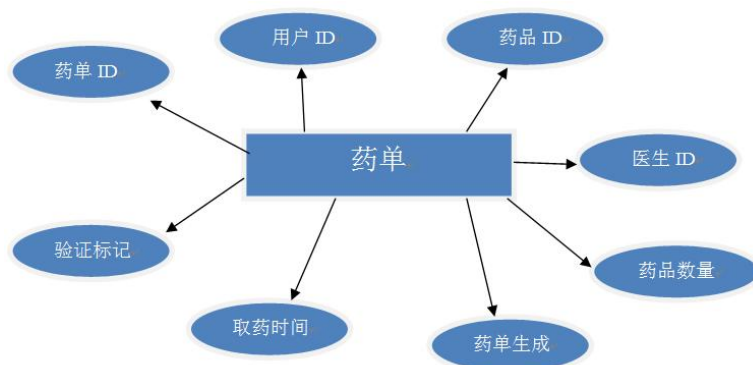 用户 ID
药品 ID
药单 ID
药单
医生 ID
验证标记
药品数量
取药时间
药单生成